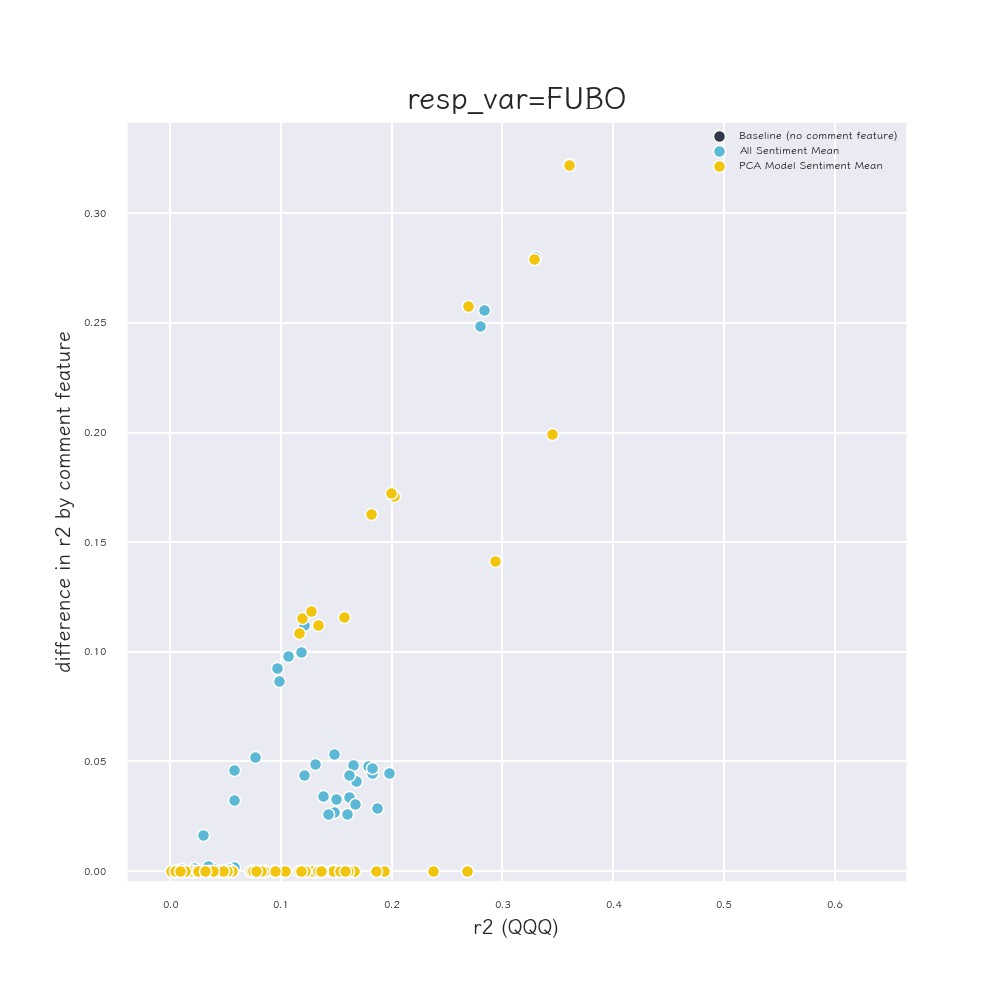 resp_var=FUBO
Baseline (no comment feature)
All Sentiment Mean
PCA Model Sentiment Mean
difference in r2 by comment feature
0.30
0.25
0.20
0.15
0.10
0.05
0.00
0.0 0.1 0.2 0.3 0.4 0.5 0.6
r2 (QQQ)